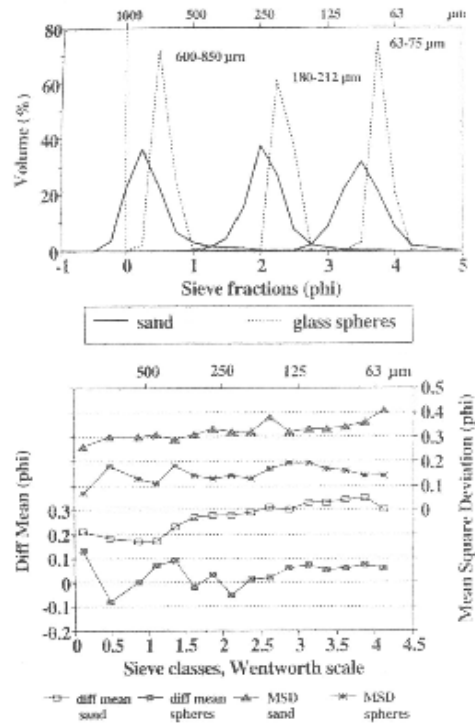 1000 500 250 125 63 µm
80
60
40
20
0
Volume (%)
600-850 µm
180-212 µm
63-75 µm
-1 0 1 2 3 4 5
Sieve fractions (phi)
sand glass spheres
500 250 125 63 µm
0.5
0.4
0.3
0.2
0.1
0
Mean Square Deviation (phi)
Diff Mean (phi)
0.3
0.2
0.1
0
-0.1
-0.2
0 0.5 1 1.5 2 2.5 3 3.5 4 4.5
Sieve classes, Wentworth scale
diff mean sand
diff mean spheres
MSD sand
MSD spheres